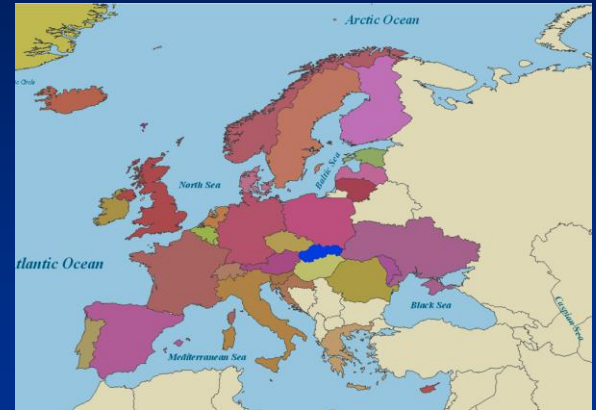 Arctic Ocean
North Sea
Baltic Sea
tlantic Ocean
Black Sea
Caspian Sea
Mediterranean Sea